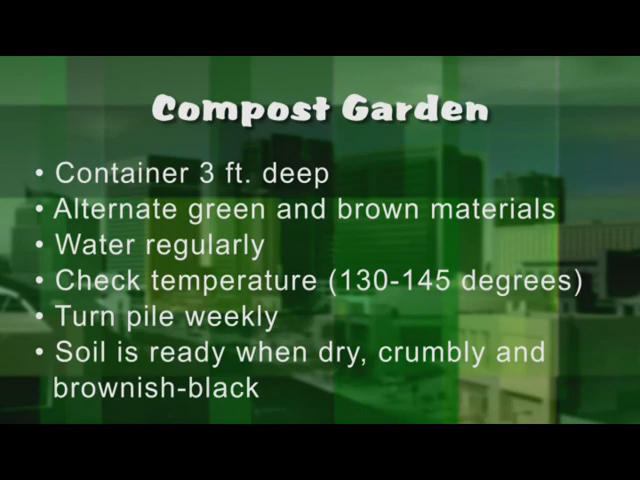 Compost Garden
• Container 3 ft. deep
• Alternate green and brown materials
• Water regularly
• Check temperature (130-145 degrees)
• Turn pile weekly
• Soil is ready when dry, crumbly and
brownish-black